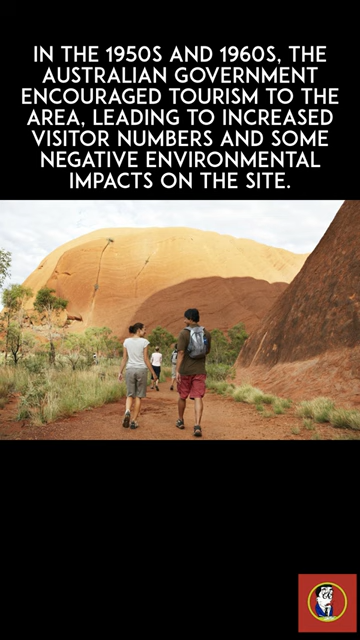 IN THE 1950S AND 1960S, THE
AUSTRALIAN GOVERNMENT
ENCOURAGED TOURISM TO THE
AREA, LEADING TO INCREASED
VISITOR NUMBERS AND SOME
NEGATIVE ENVIRONMENTAL
IMPACTS ON THE SITE.